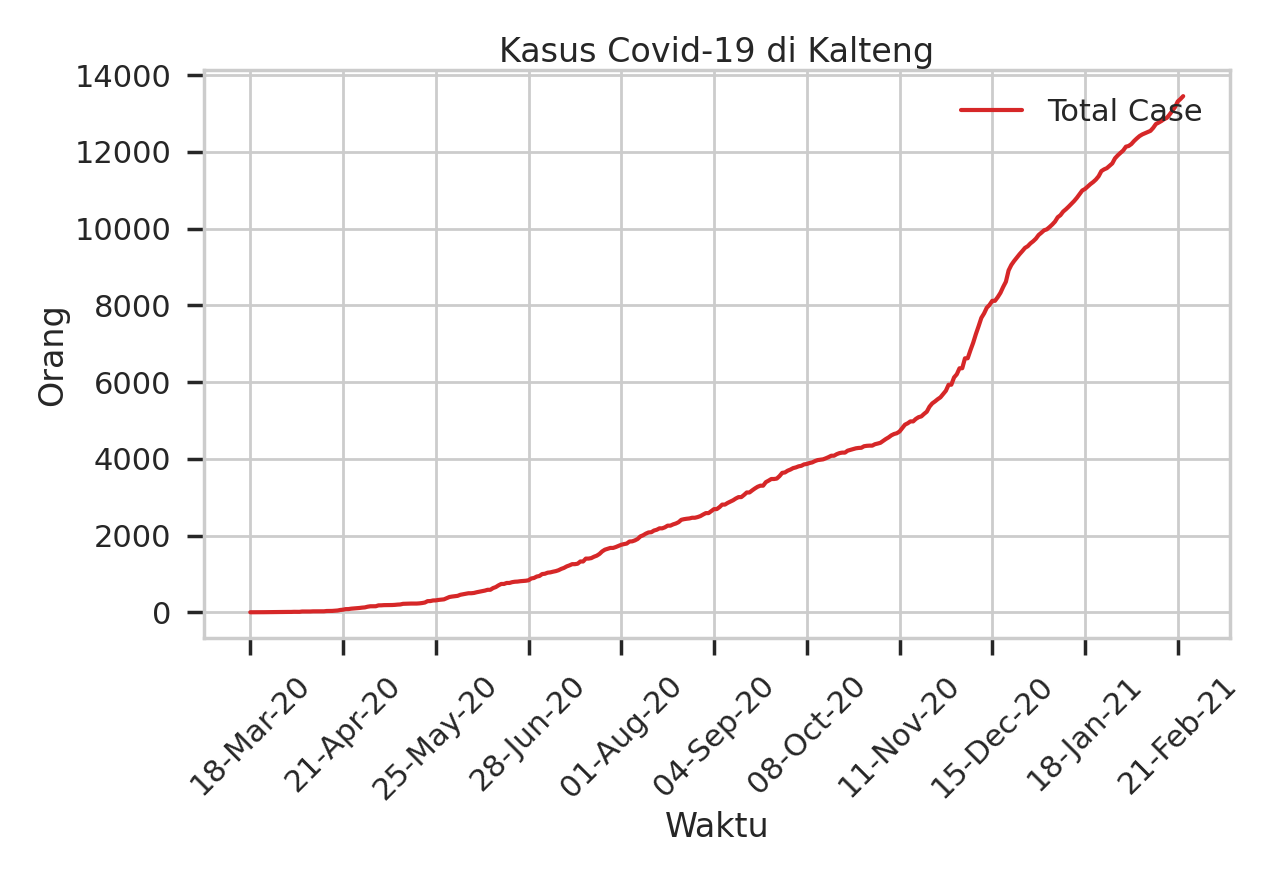 Kasus Covid-19 di Kalteng
Total Case
14000
12000
10000
8000
6000
4000
2000
0
Orang
18-Mar-20
21-Apr-20
25-May-20
28-Jun-20
01-Aug-20
04-Sep-20
08-Oct-20
11-Nov-20
15-Dec-20
18-Jan-21
21-Feb-21
Waktu